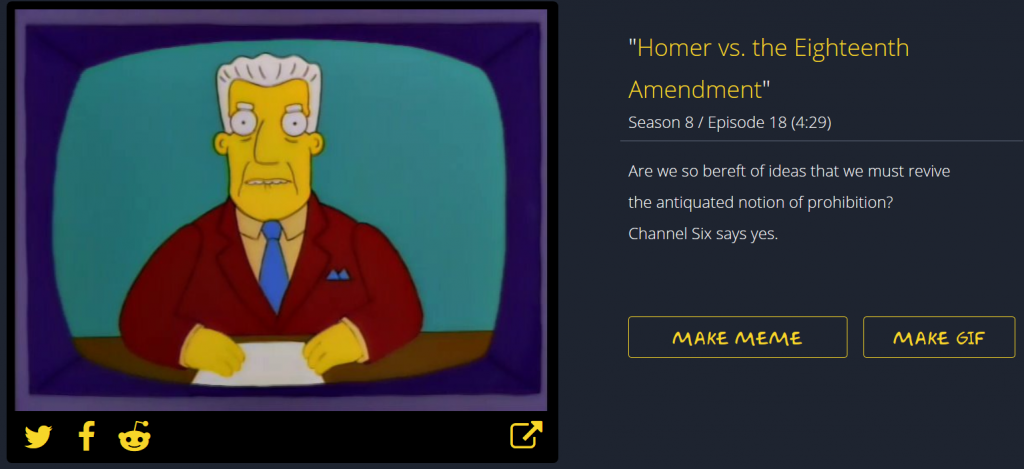 "Homer vs. the Eighteenth
Amendment"
Season 8 / Episode 18 (4:29)
Are we so bereft of ideas that we must revive
the antiquated notion of prohibition?
Channel Six says yes.
MAKE MEME
MAKE GIF